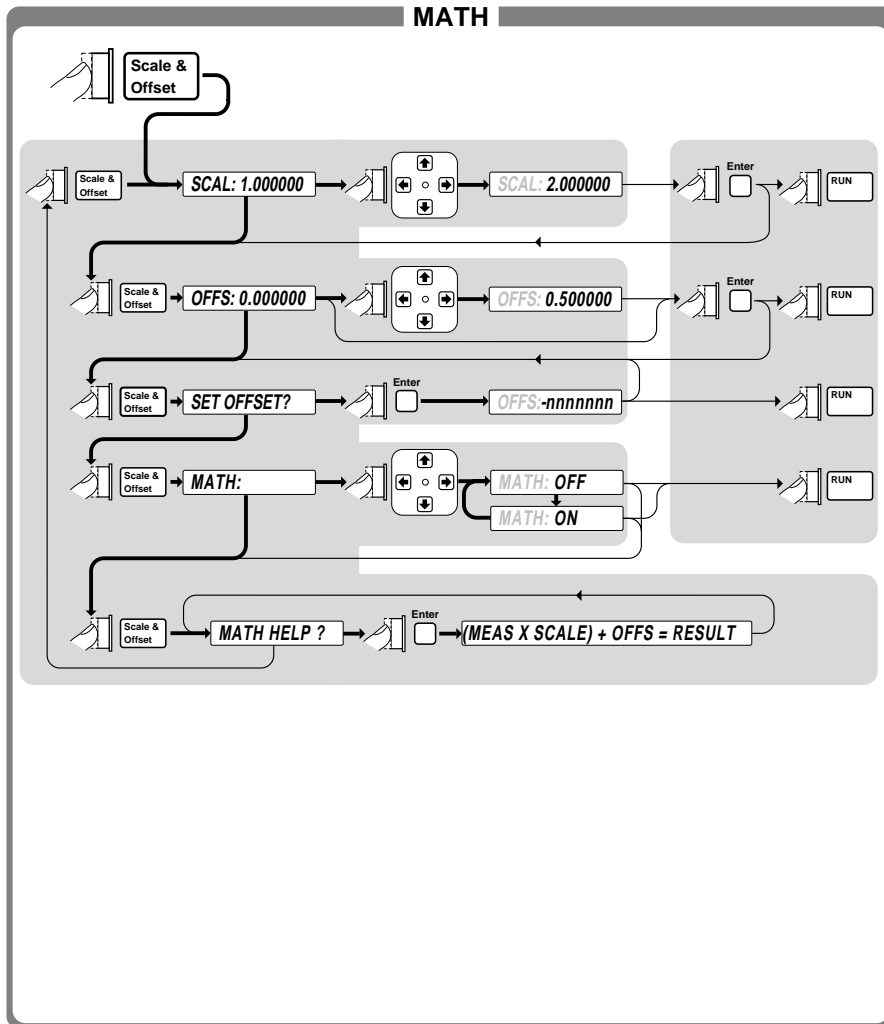 MATH
Scale &
Offset
Scale &
Offset
SCAL: 1.000000
SCAL: 2.000000
Enter
RUN
Scale &
Offset
OFFS: 0.000000
OFFS: 0.500000
Enter
RUN
Scale &
Offset
SET OFFSET?
Enter
OFFS:-nnnnnnn
RUN
Scale &
Offset
MATH:
MATH: OFF
MATH: ON
RUN
Scale &
Offset
MATH HELP ?
Enter
(MEAS X SCALE) + OFFS = RESULT